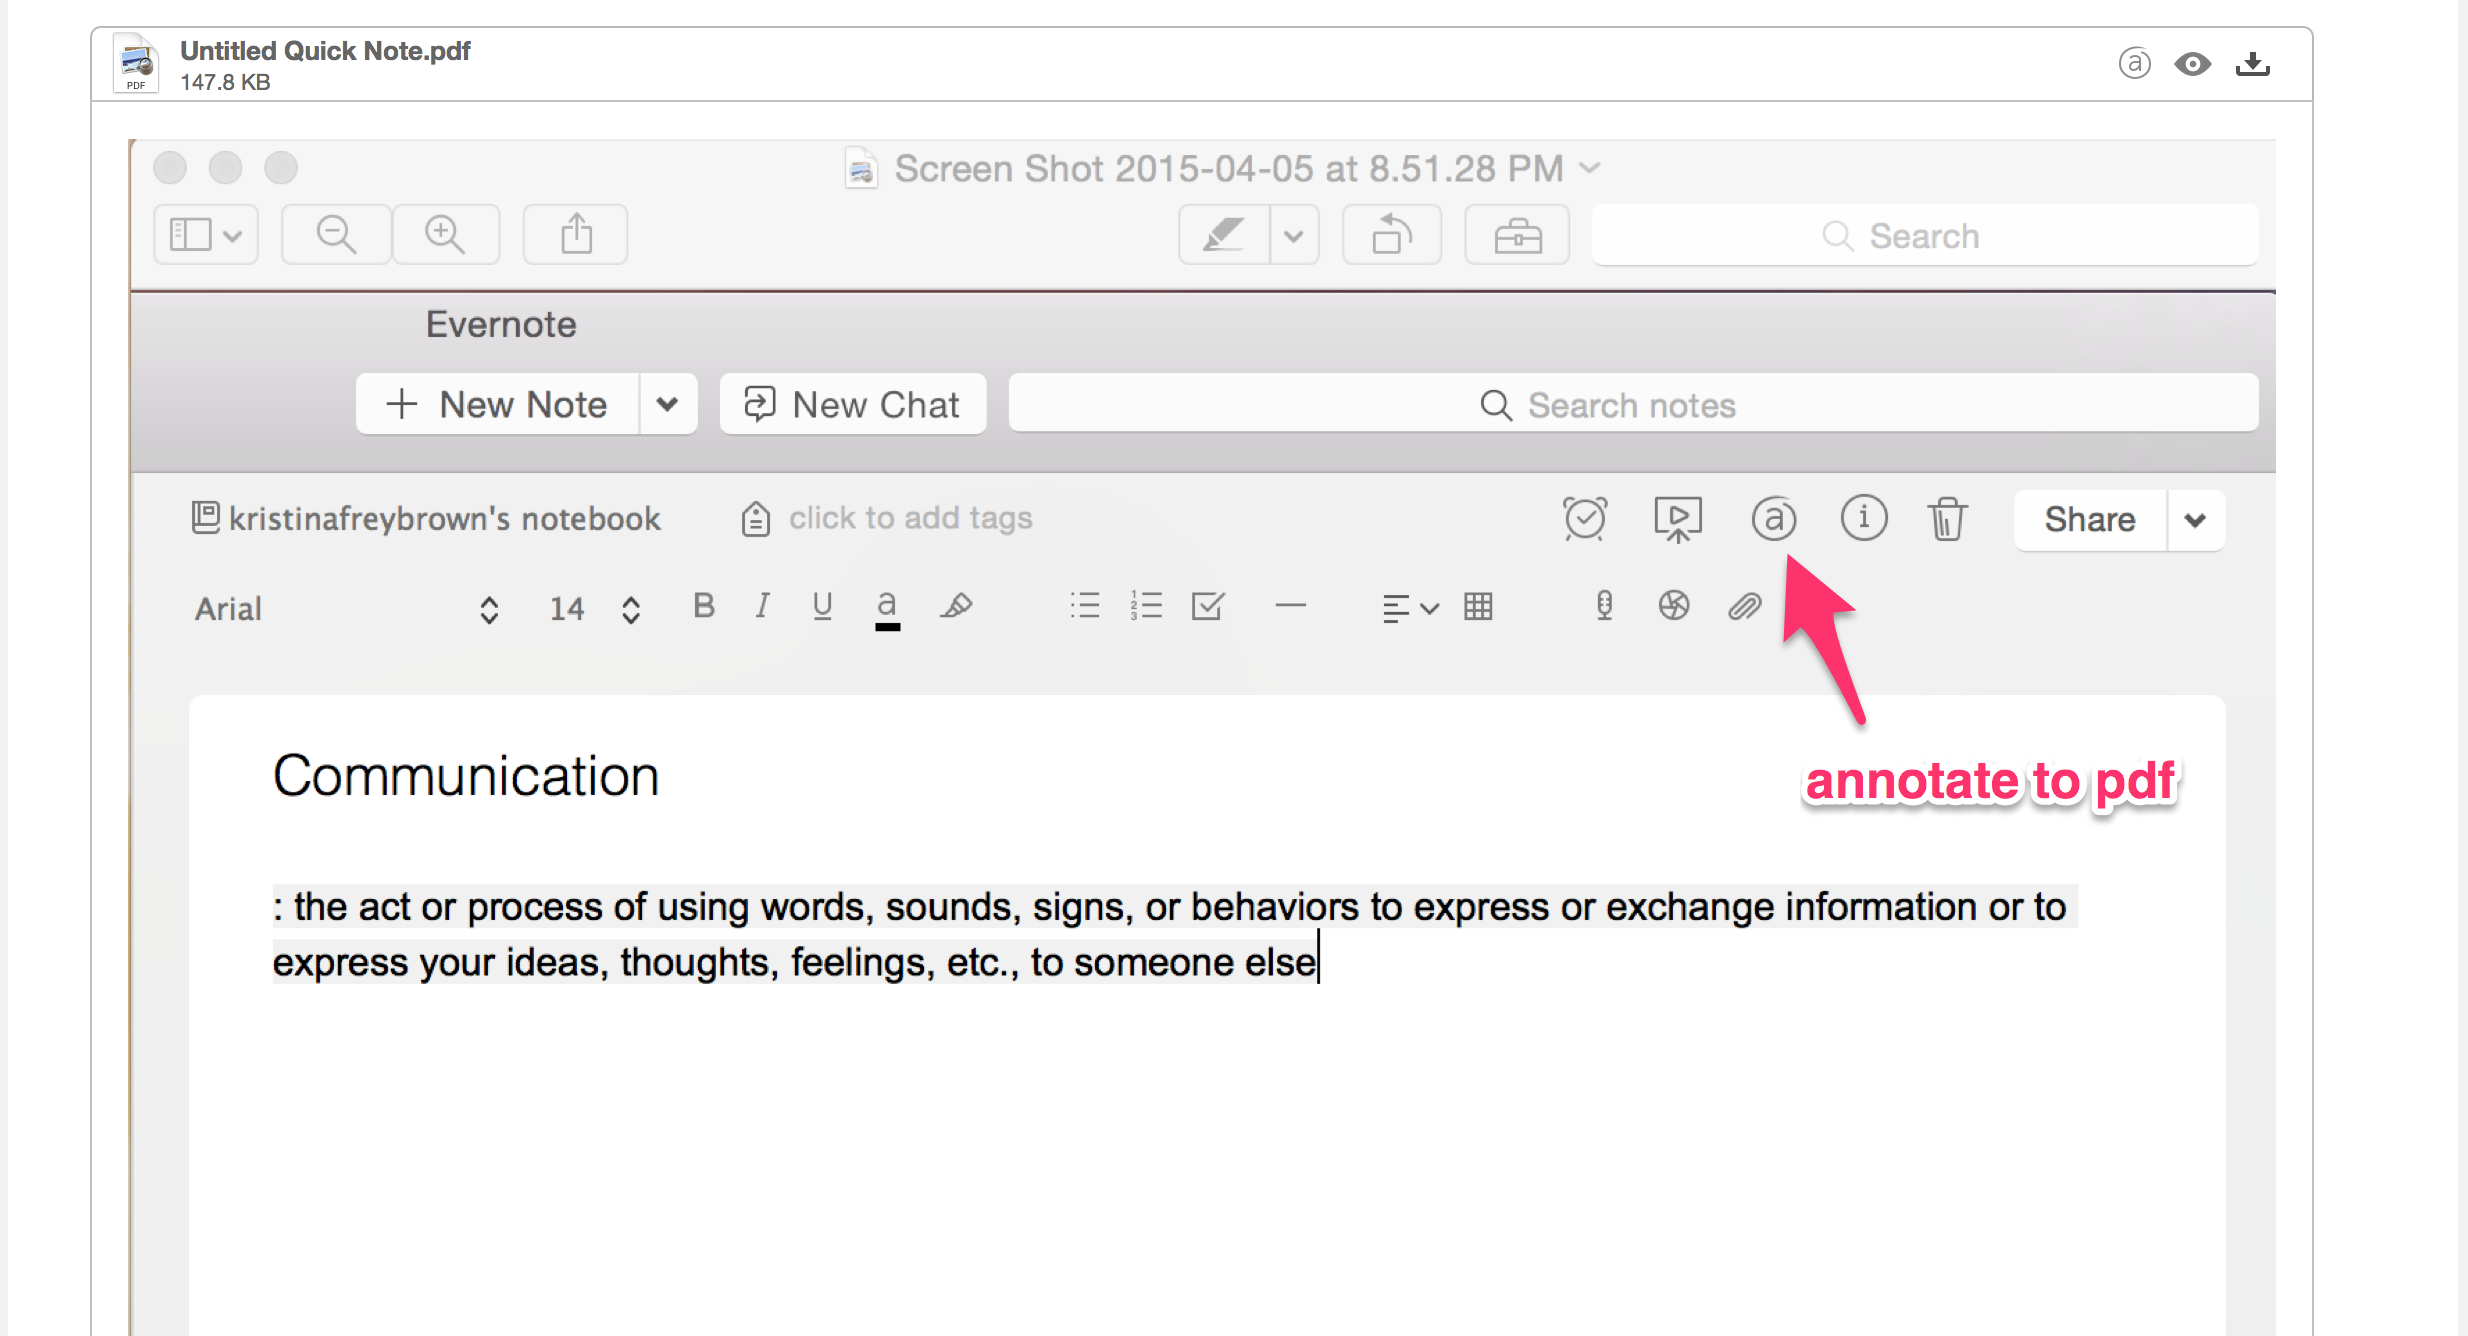 Untitled Quick Note.pdf
PDF
147.8 KB
Screen Shot 2015-04-05 at 8.51.28 PM
Search
Evernote
New Note
New Chat
Search notes
kristinafreybrown's notebook
click to add tags
Share
Arial
14
B I U a
annotate to pdf
Communication
: the act or process of using words, sounds, signs, or behaviors to express or exchange information or to
express your ideas, thoughts, feelings, etc., to someone else